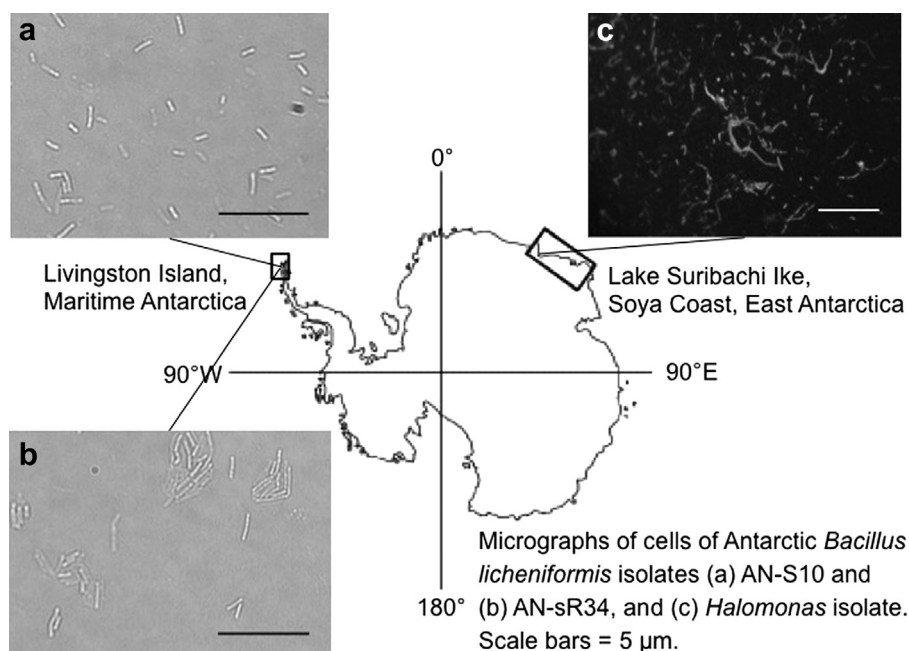 a
c
0°
Livingston Island,
Maritime Antarctica
Lake Suribachi Ike,
Soya Coast, East Antarctica
90°W
90°E
b
Micrographs of cells of Antarctic Bacillus
licheniformis isolates (a) AN-S10 and
(b) AN-sR34, and (c) Halomonas isolate.
Scale bars = 5 μm.
180°